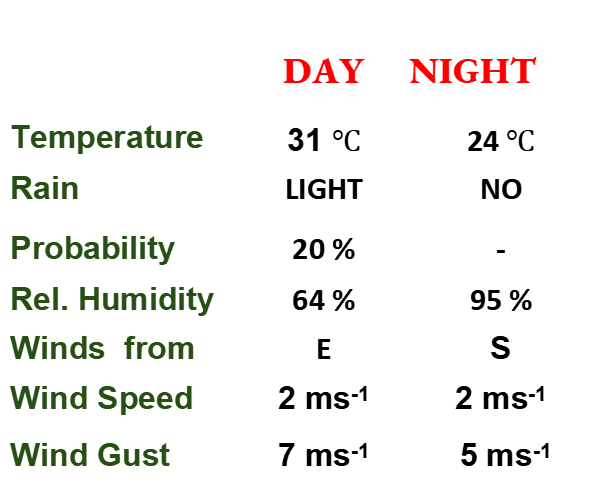 DAY NIGHT
Temperature 31 °C 24 °C
Rain LIGHT NO
Probability 20 % -
Rel. Humidity 64 % 95 %
Winds from E S
Wind Speed 2 ms-1 2 ms-1
Wind Gust 7 ms-1 5 ms-1